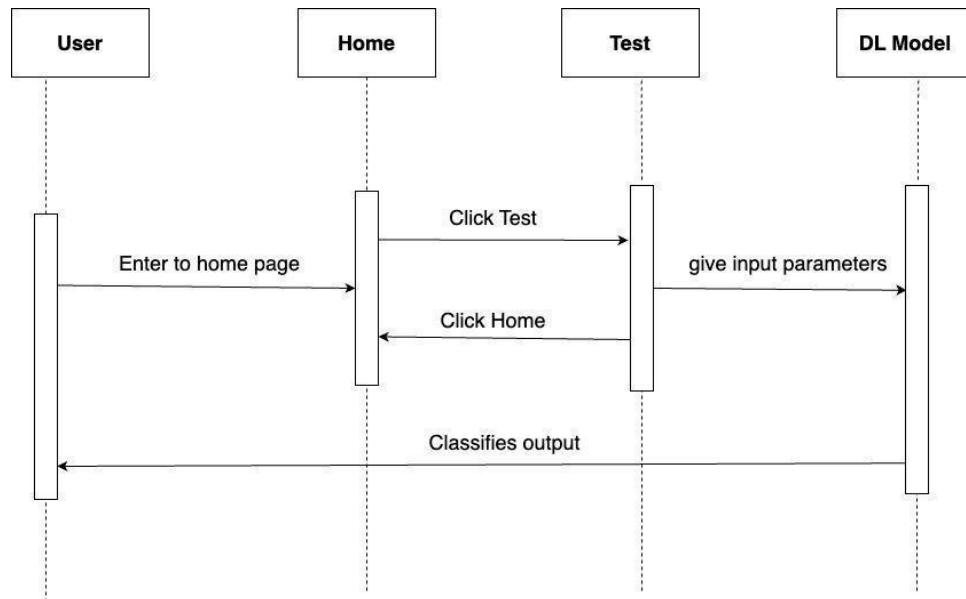 User
Home
Test
DL Model
Click Test
Enter to home page
give input parameters
Click Home
Classifies output